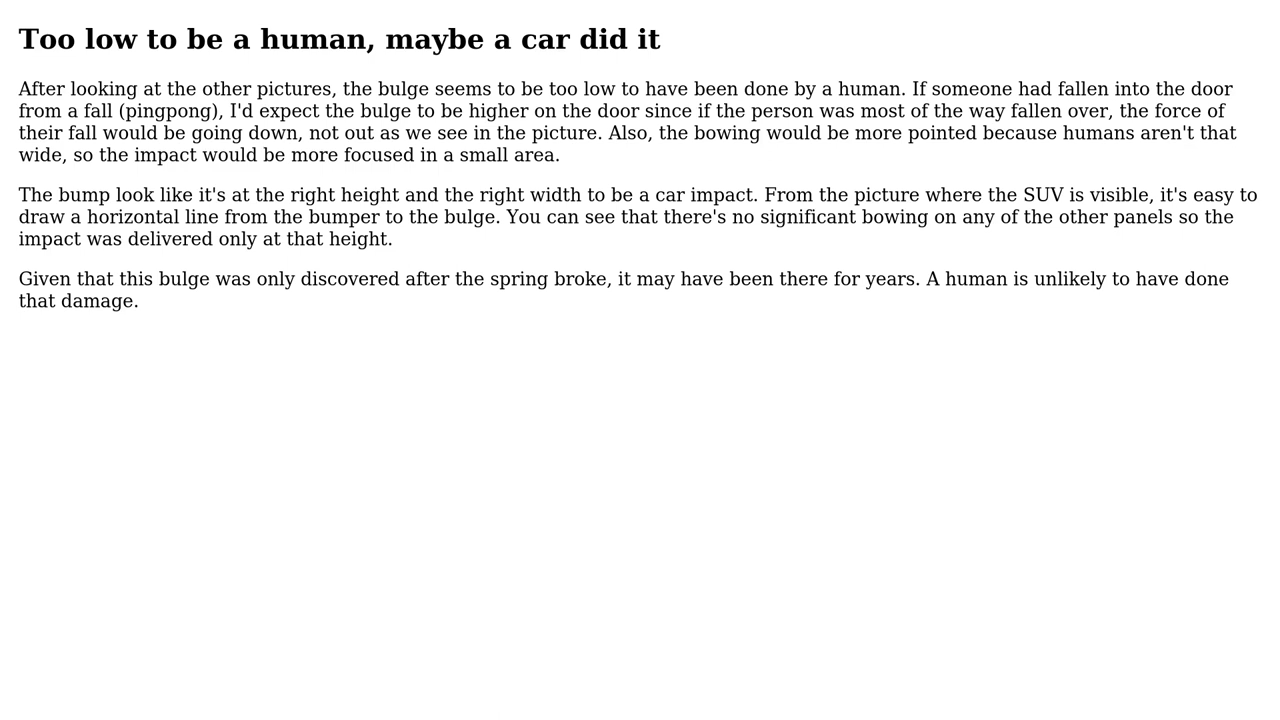 Too low to be a human, maybe a car did it
After looking at the other pictures, the bulge seems to be too low to have been done by a human. If someone had fallen into the door
from a fall (pingpong), I'd expect the bulge to be higher on the door since if the person was most of the way fallen over, the force of
their fall would be going down, not out as we see in the picture. Also, the bowing would be more pointed because humans aren't that
wide, so the impact would be more focused in a small area.
The bump look like it's at the right height and the right width to be a car impact. From the picture where the SUV is visible, it's easy to
draw a horizontal line from the bumper to the bulge. You can see that there's no significant bowing on any of the other panels so the
impact was delivered only at that height.
Given that this bulge was only discovered after the spring broke, it may have been there for years. A human is unlikely to have done
that damage.